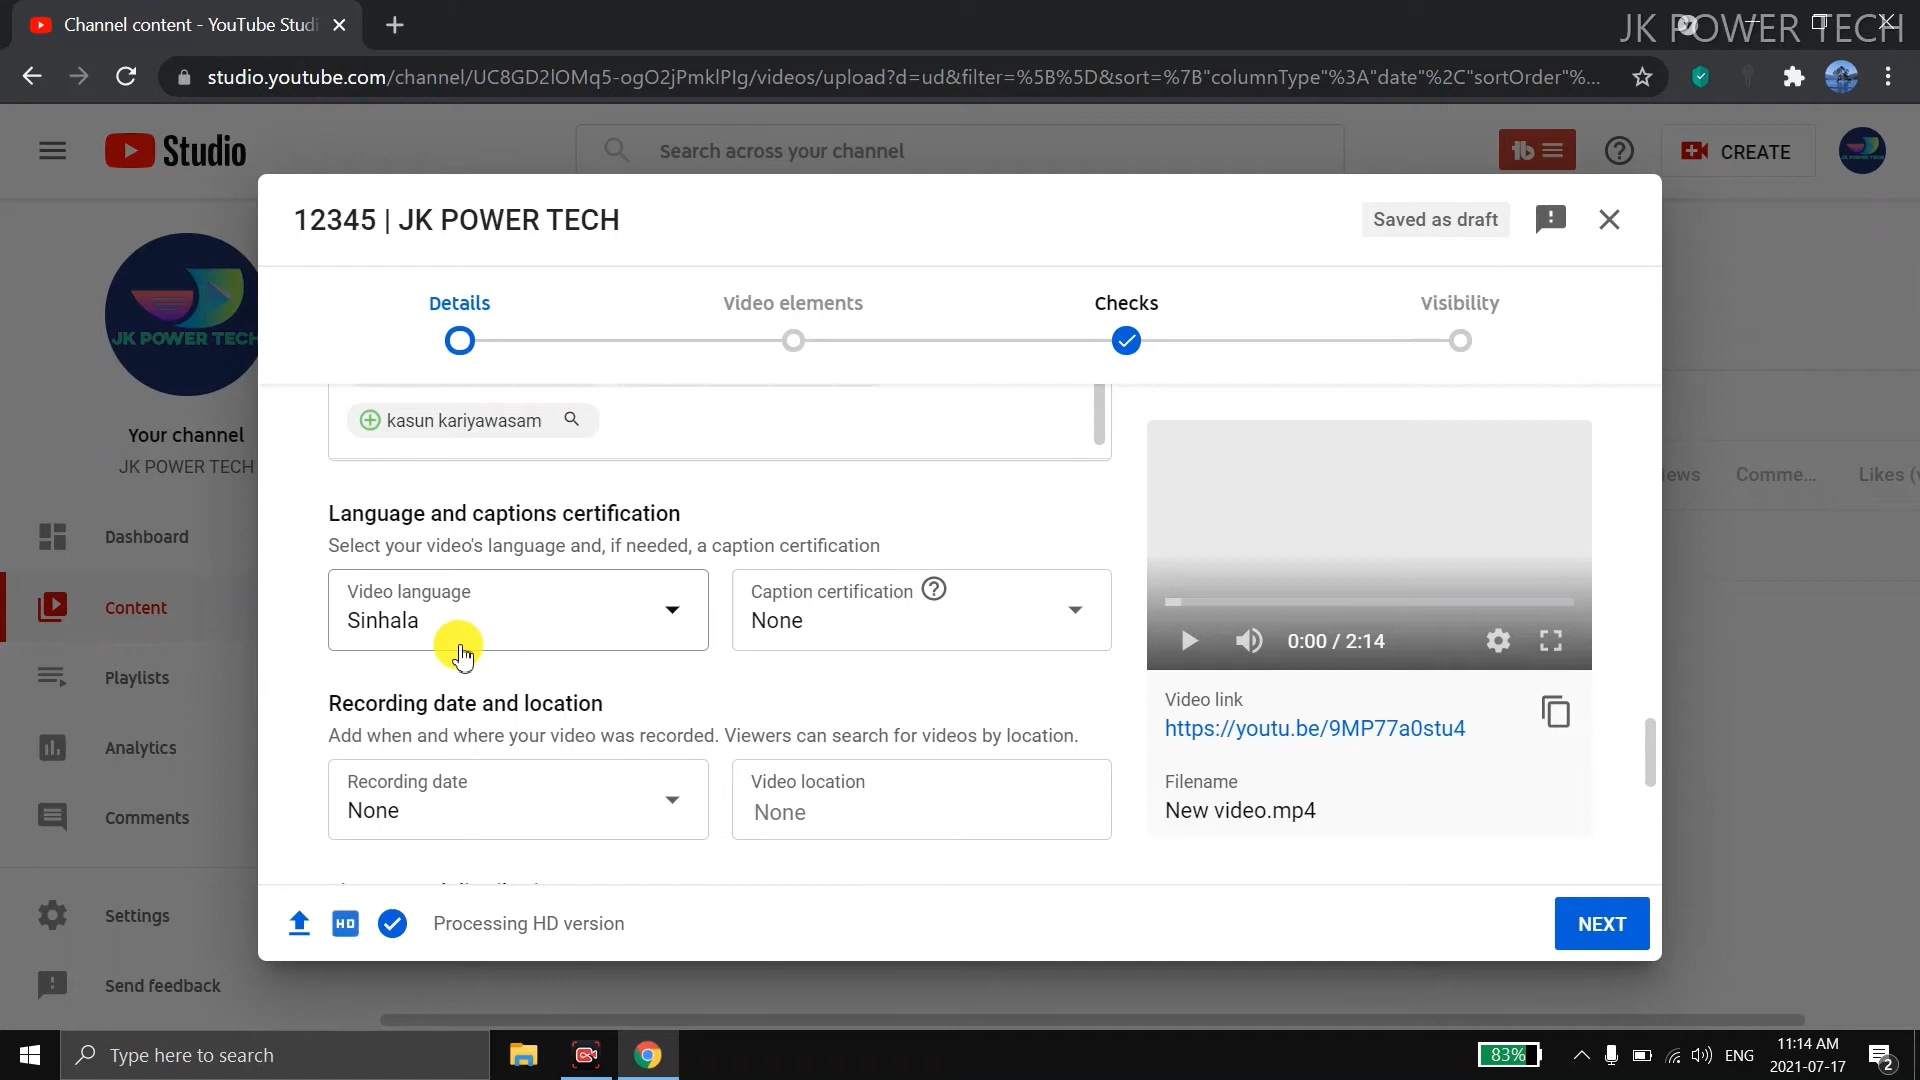 Channel content - YouTube Studi
JK POWER TECH
studio.youtube.com/channel/UC8GD2lOMq5-ogO2jPmklPIg/videos/upload?d=ud&filter=%5B%5D&sort=%7B"columnType"%3A"date"%2C"sortOrder"%...
Studio
Search across your channel
CREATE
12345 | JK POWER TECH
Saved as draft
Details
Video elements
Checks
Visibility
JK POWER TECH
Your channel
JK POWER TECH
Dashboard
Content
Playlists
Analytics
Comments
Settings
Send feedback
kasun kariyawasam
Language and captions certification
Select your video's language and, if needed, a caption certification
Video language
Sinhala
Caption certification
None
Recording date and location
Add when and where your video was recorded. Viewers can search for videos by location.
Recording date
None
Video location
None
0:00 / 2:14
Video link
https://youtu.be/9MP77a0stu4
Filename
New video.mp4
iews
Comme...
Likes (v
HD
Processing HD version
NEXT
Type here to search
83%
ENG
11:14 AM
2021-07-17
2